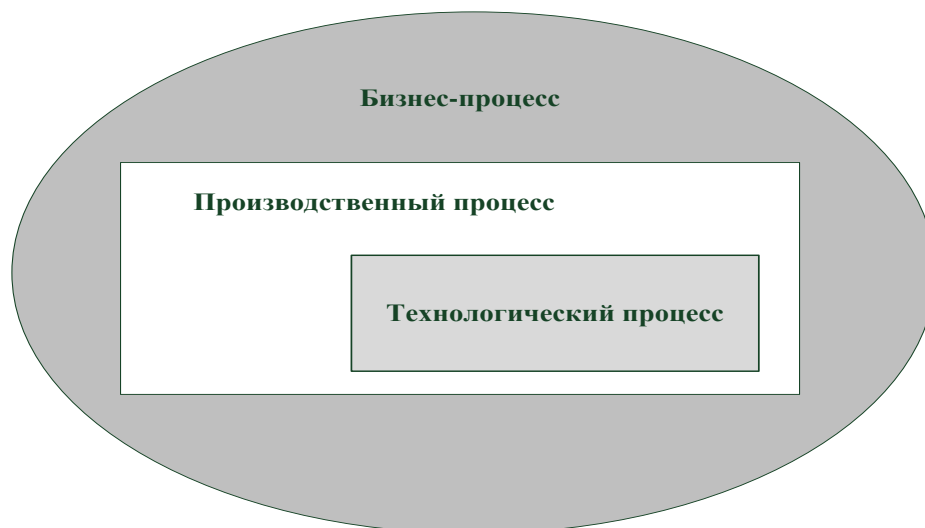 Бизнес-процесс
Производственный процесс
Технологический процесс